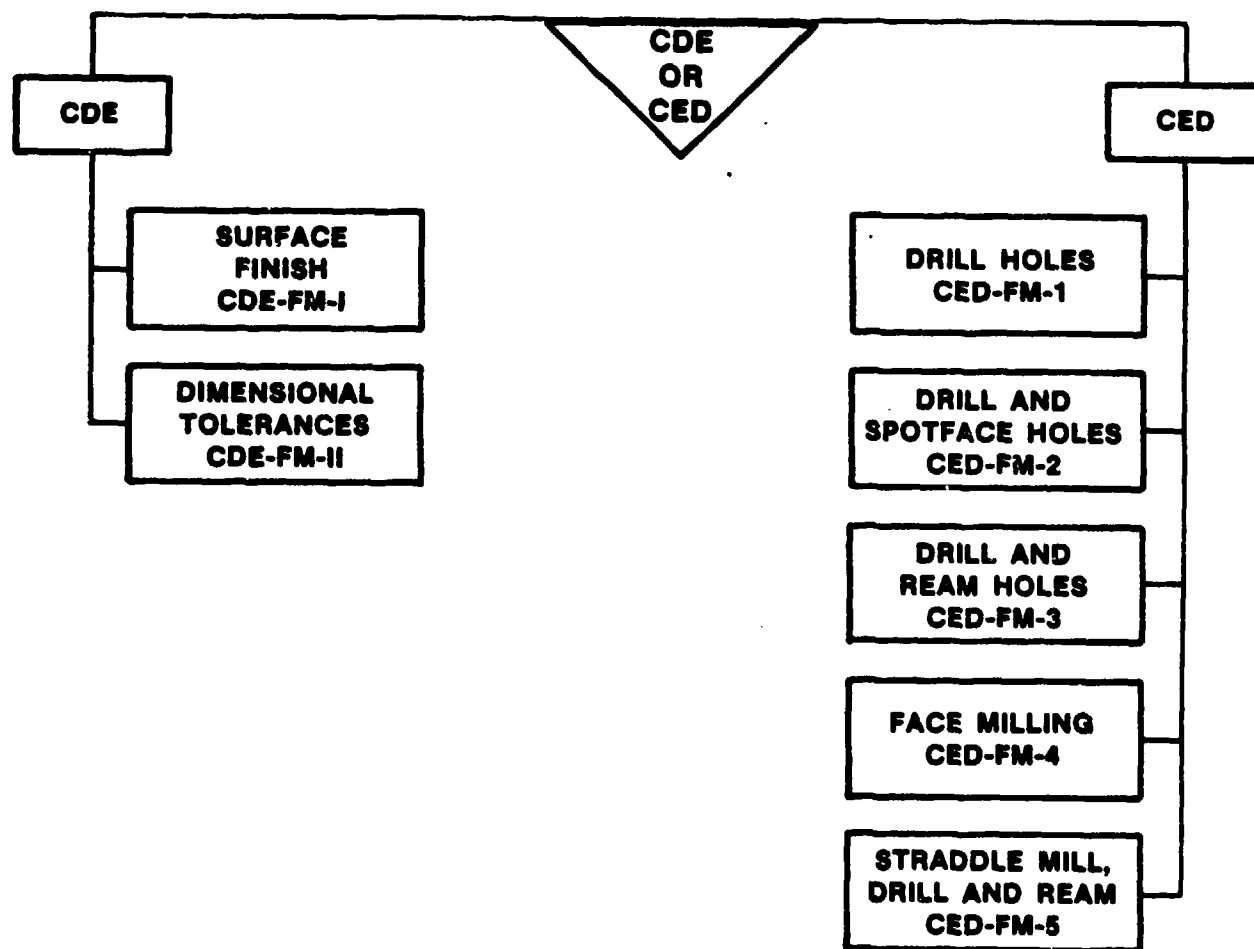 CDE
OR
CED
CDE
CED
SURFACE
FINISH
CDE-FM-I
DIMENSIONAL
TOLERANCES
CDE-FM-II
DRILL HOLES
CED-FM-1
DRILL AND
SPOTFACE HOLES
CED-FM-2
DRILL AND
REAM HOLES
CED-FM-3
FACE MILLING
CED-FM-4
STRADDLE MILL,
DRILL AND REAM
CED-FM-5